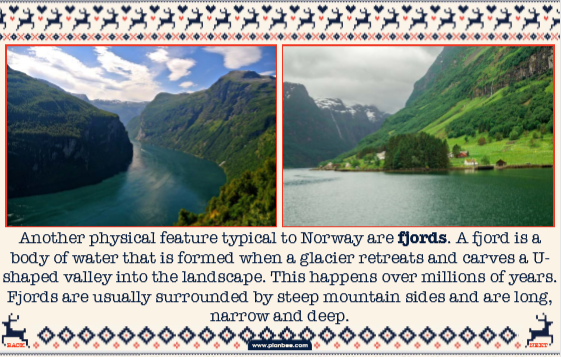 Another physical feature typical to Norway are fjords. A fjord is a
body of water that is formed when a glacier retreats and carves a U-
shaped valley into the landscape. This happens over millions of years.
Fjords are usually surrounded by steep mountain sides and are long,
narrow and deep.
BACK
www.planbee.com
NEXT